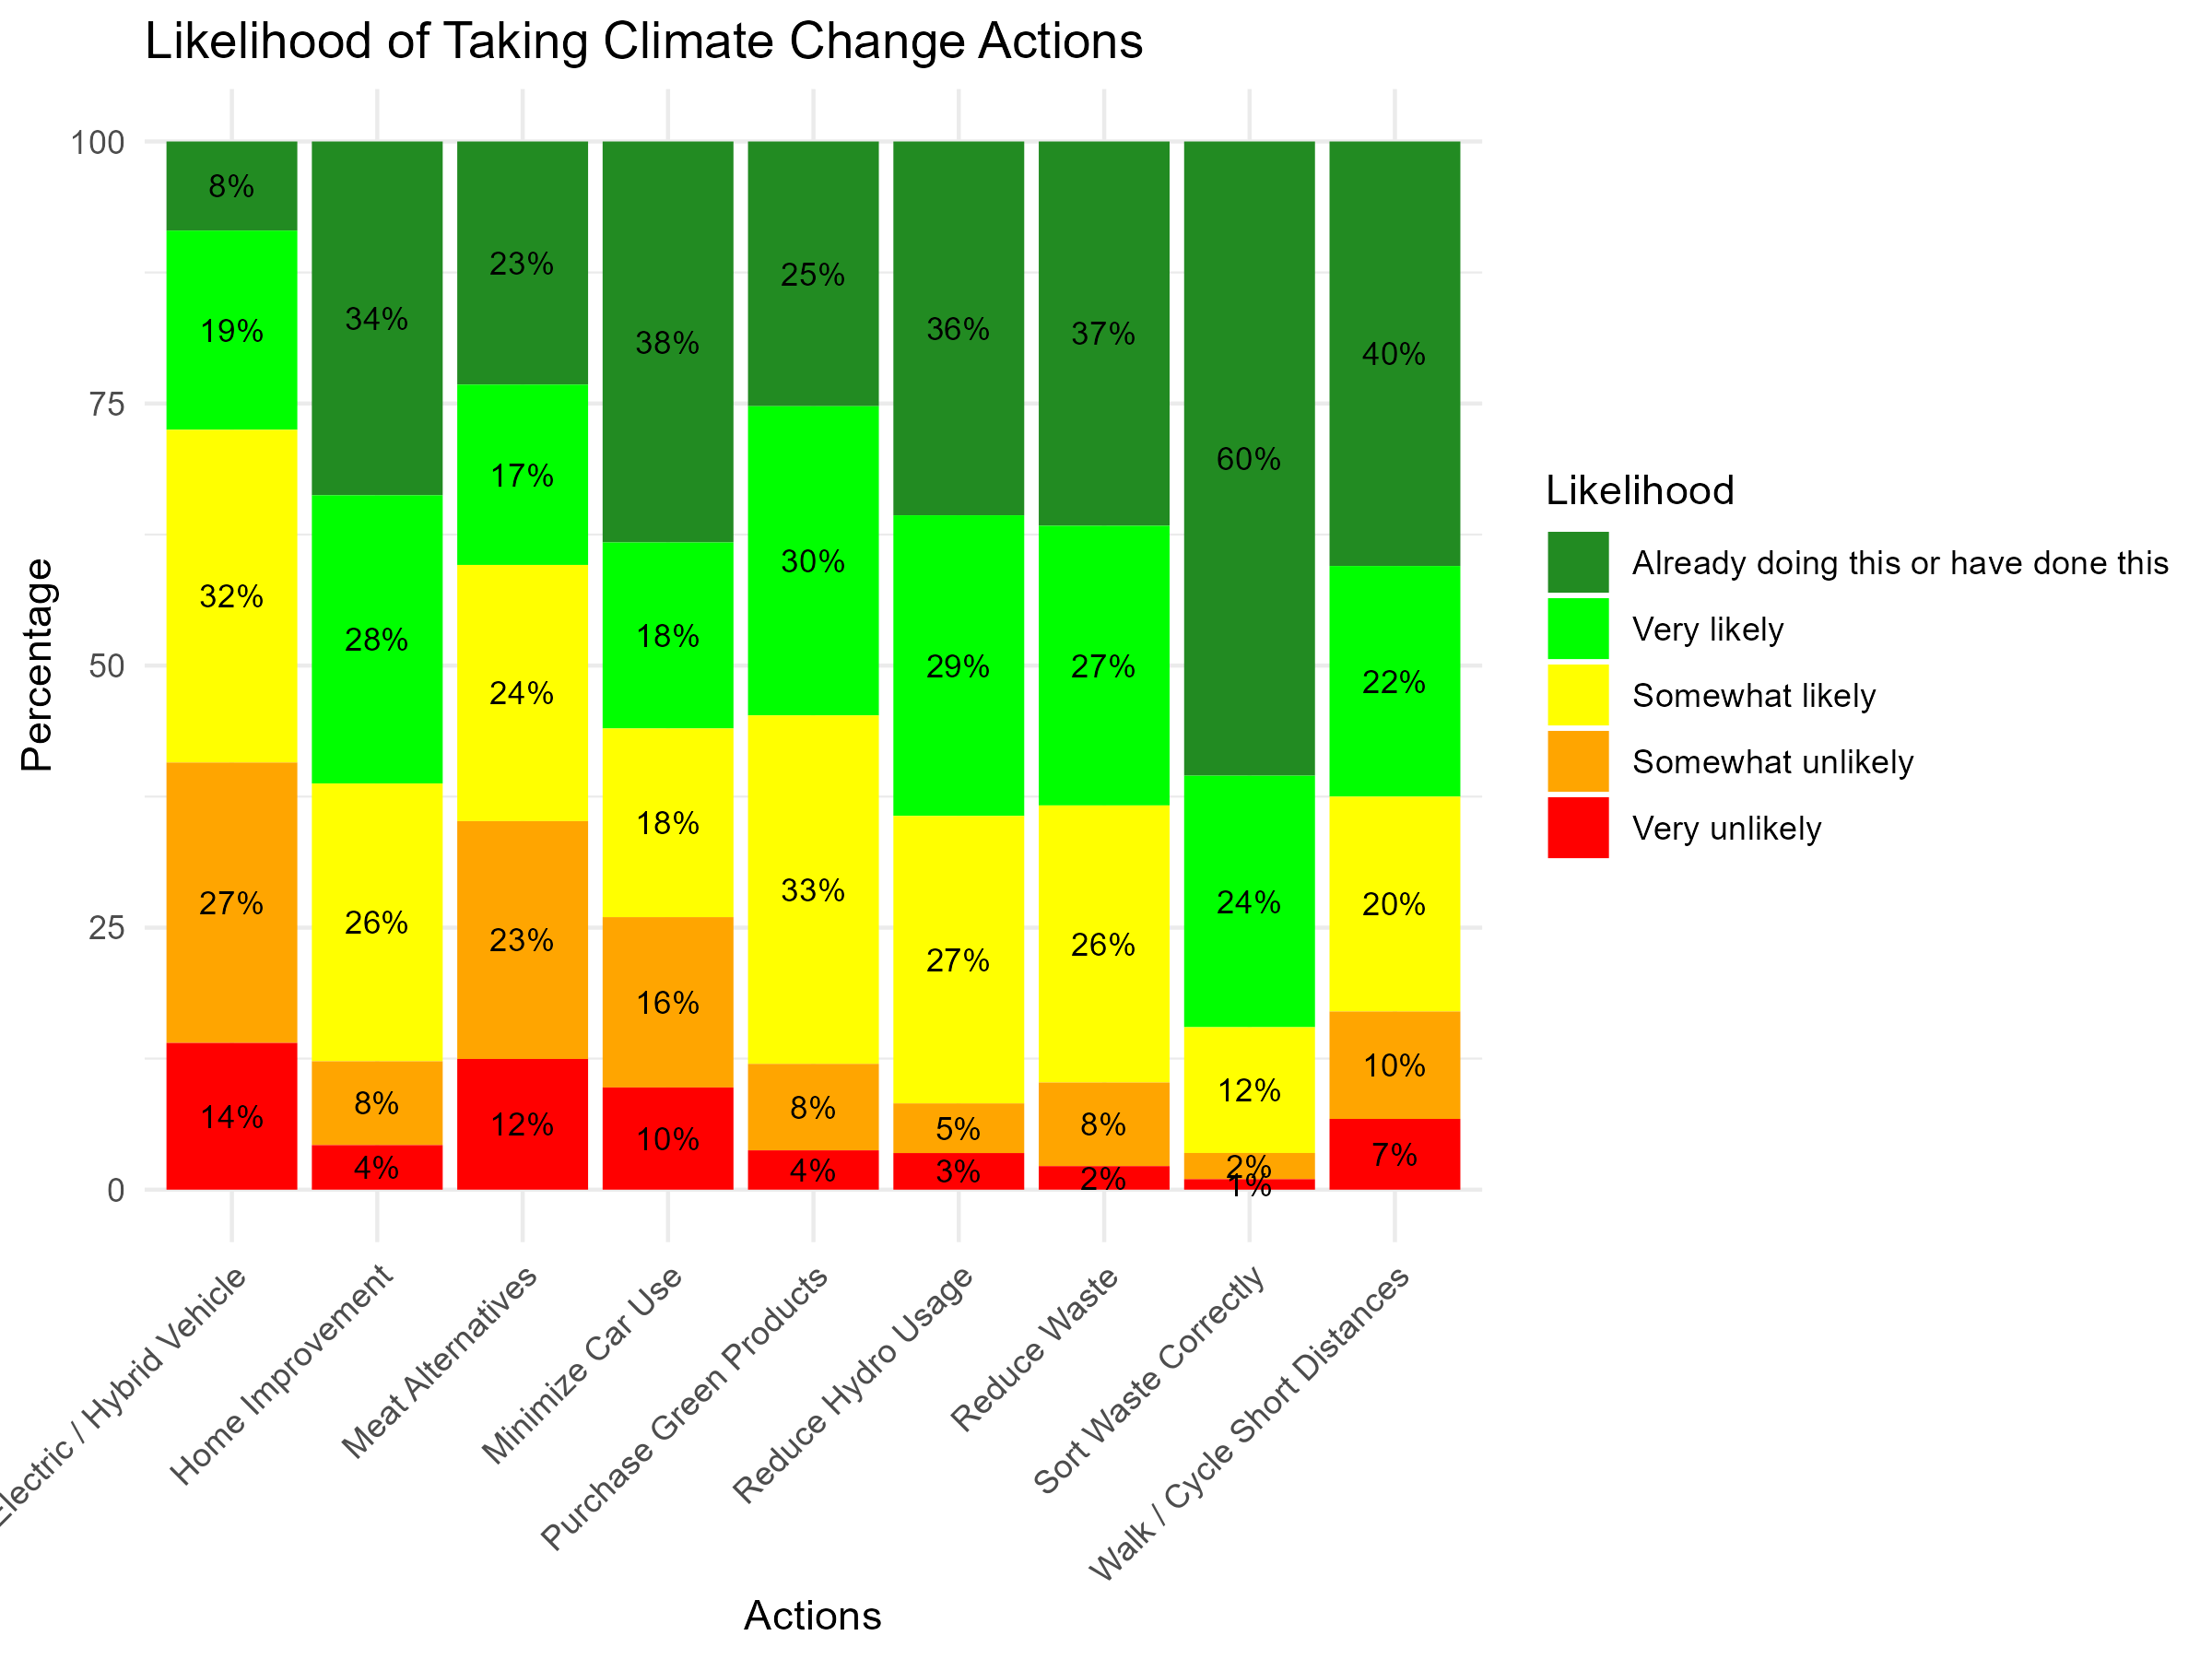 Likelihood of Taking Climate Change Actions
Percentage
100
75
50
25
0
8%
19%
32%
27%
14%
34%
28%
26%
8%
4%
23%
17%
24%
23%
12%
38%
18%
18%
16%
10%
25%
30%
33%
8%
4%
36%
29%
27%
5%
3%
37%
27%
26%
8%
2%
60%
24%
12%
2%
1%
40%
22%
20%
10%
7%
Electric / Hybrid Vehicle
Home Improvement
Meat Alternatives
Minimize Car Use
Purchase Green Products
Reduce Hydro Usage
Reduce Waste
Sort Waste Correctly
Walk / Cycle Short Distances
Actions
Likelihood
Already doing this or have done this
Very likely
Somewhat likely
Somewhat unlikely
Very unlikely